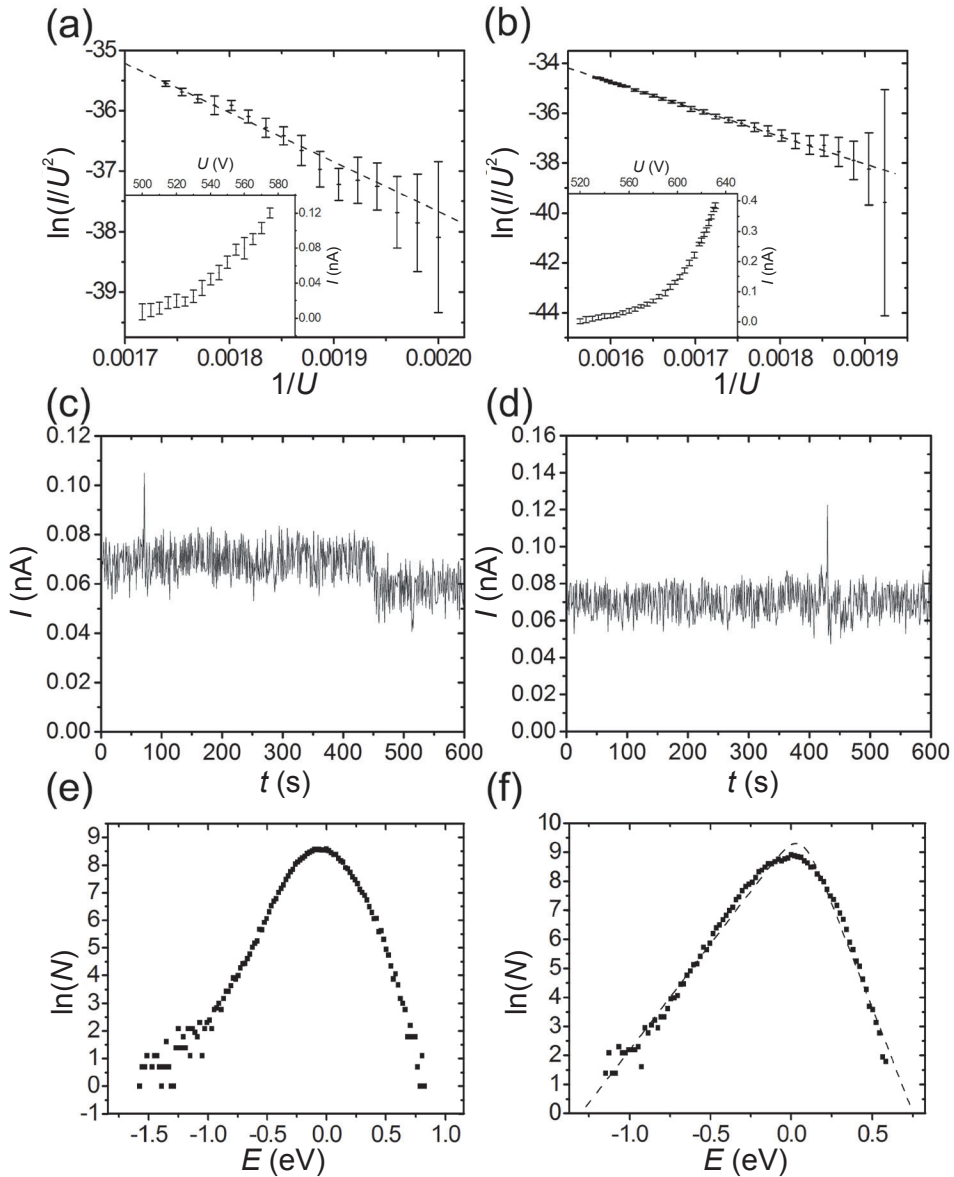 (a)
ln(I/U²)
-35
-36
-37
-38
-39
U (V)
500 520 540 560 580
0.12
0.08
0.04
0.00
I (nA)
0.0017 0.0018 0.0019 0.0020
1/U
(b)
ln(I/U²)
-34
-36
-38
-40
-42
-44
U (V)
520 560 600 640
0.4
0.3
0.2
0.1
0.0
I (nA)
0.0016 0.0017 0.0018 0.0019
1/U
(c)
I (nA)
0.12
0.10
0.08
0.06
0.04
0.02
0.00
0 100 200 300 400 500 600
t (s)
(d)
I (nA)
0.16
0.14
0.12
0.10
0.08
0.06
0.04
0.02
0.00
0 100 200 300 400 500 600
t (s)
(e)
ln(N)
9
8
7
6
5
4
3
2
1
0
-1
-1.5 -1.0 -0.5 0.0 0.5 1.0
E (eV)
(f)
ln(N)
10
9
8
7
6
5
4
3
2
1
0
-1.0 -0.5 0.0 0.5
E (eV)